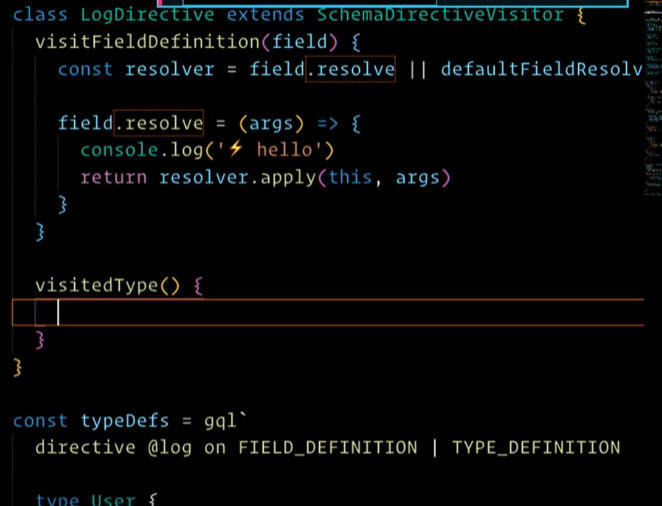 class LogDirective extends SchemaDirectiveVisitor {
visitFieldDefinition(field) {
const resolver = field.resolve || defaultFieldResolv
field.resolve = (args) => {
console.log('⚡ hello')
return resolver.apply(this, args)
}
}
visitedType() {
}
}
const typeDefs = gql`
directive @log on FIELD_DEFINITION | TYPE_DEFINITION
type User {